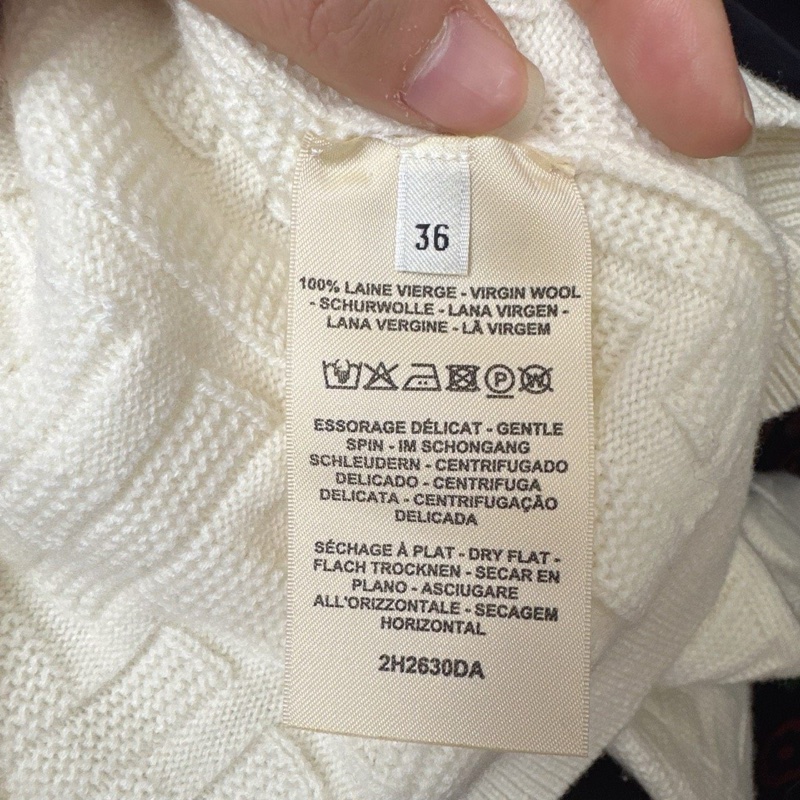 36
100% LAINE VIERGE - VIRGIN WOOL
- SCHURWOLLE - LANA VIRGEN -
LANA VERGINE - LÀ VIRGEM
P
W
ESSORAGE DÉLICAT - GENTLE
SPIN - IM SCHONGANG
SCHLEUDERN - CENTRIFUGADO
DELICADO - CENTRIFUGA
DELICATA - CENTRIFUGAÇÃO
DELICADA
SÉCHAGE À PLAT - DRY FLAT -
FLACH TROCKNEN - SECAR EN
PLANO - ASCIUGARE
ALL'ORIZZONTALE - SECAGEM
HORIZONTAL
2H2630DA